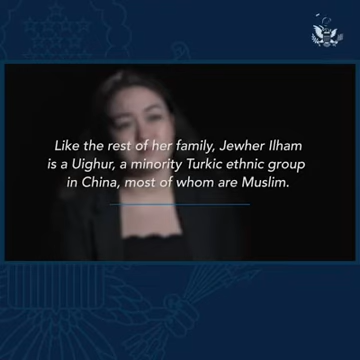 Like the rest of her family, Jewher Ilham
is a Uighur, a minority Turkic ethnic group
in China, most of whom are Muslim.